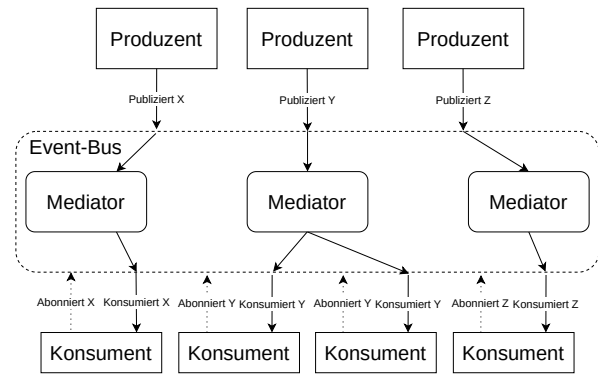 Produzent
Produzent
Produzent
Publiziert X
Publiziert Y
Publiziert Z
Event-Bus
Mediator
Mediator
Mediator
Abonniert X
Konsumiert X
Abonniert Y
Konsumiert Y
Abonniert Y
Konsumiert Y
Abonniert Z
Konsumiert Z
Konsument
Konsument
Konsument
Konsument